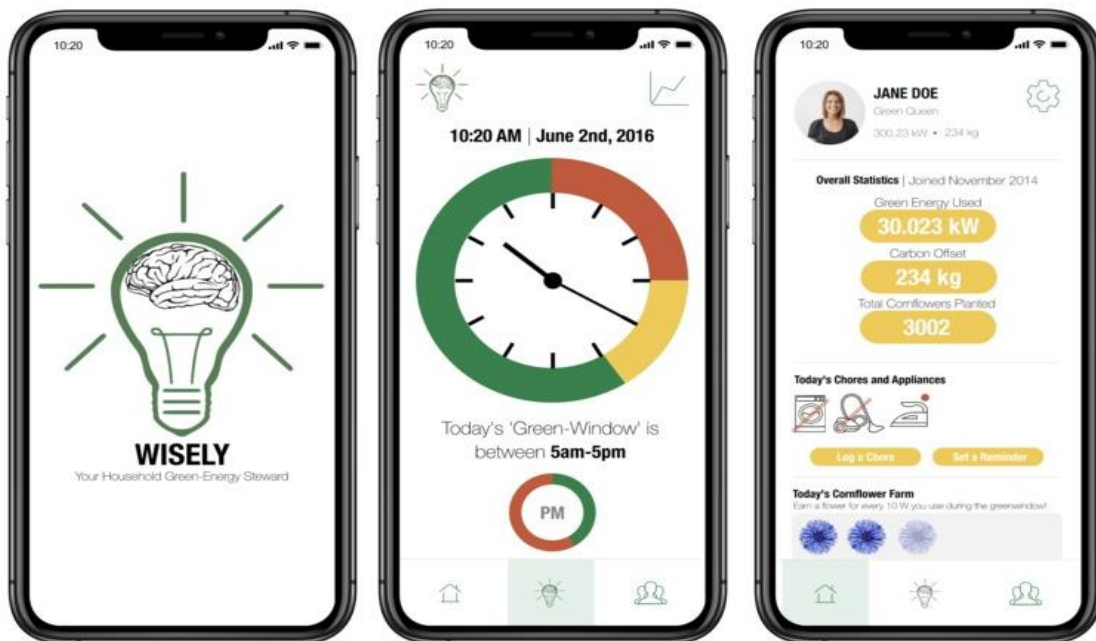 10:20
WISELY
Your Household Green-Energy Steward
10:20
10:20 AM | June 2nd, 2016
Today's 'Green-Window' is
between 5am-5pm
PM
10:20
JANE DOE
Green Queen
300.23 kW • 234 kg
Overall Statistics | Joined November 2014
Green Energy Used
30.023 kW
Carbon Offset
234 kg
Total Cornflowers Planted
3002
Today's Chores and Appliances
Log a Chore
Set a Reminder
Today's Cornflower Farm
Earn a flower for every 10 W you use during the greenwindow!